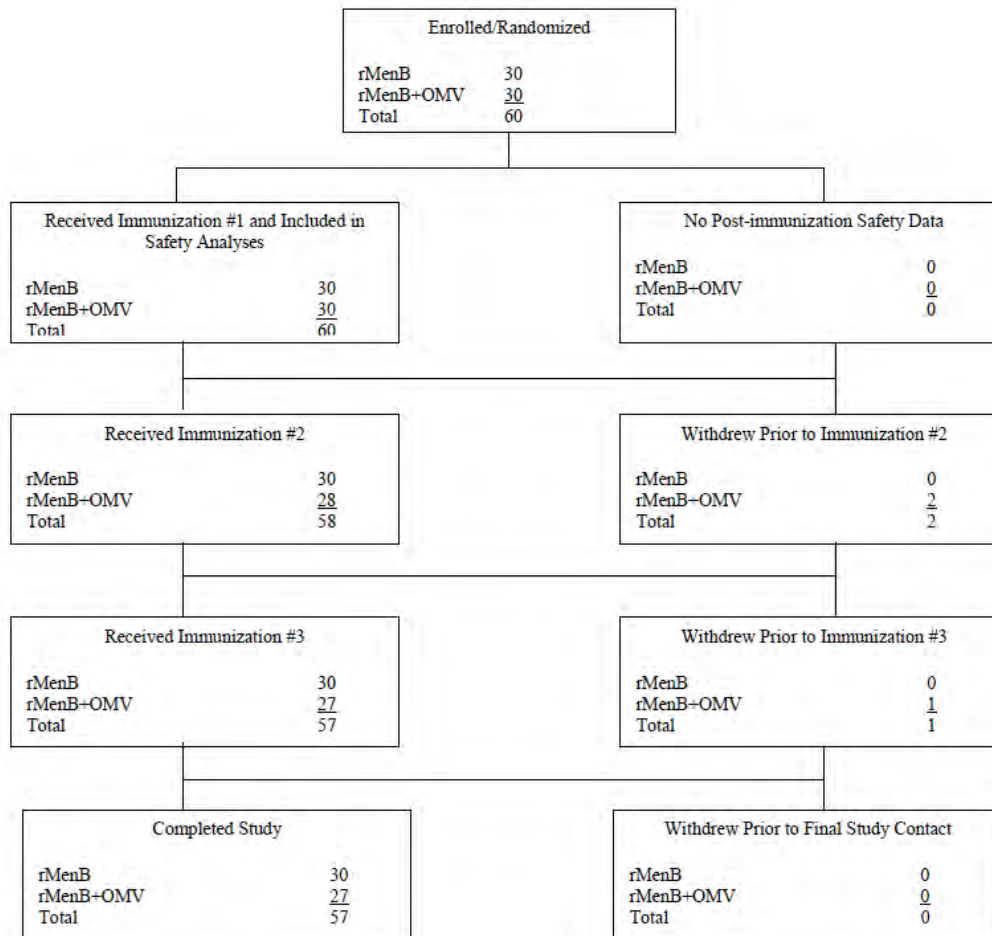 Enrolled/Randomized
rMenB 30
rMenB+OMV 30
Total 60
Received Immunization #1 and Included in
Safety Analyses
rMenB 30
rMenB+OMV 30
Total 60
No Post-immunization Safety Data
rMenB 0
rMenB+OMV 0
Total 0
Received Immunization #2
rMenB 30
rMenB+OMV 28
Total 58
Withdrew Prior to Immunization #2
rMenB 0
rMenB+OMV 2
Total 2
Received Immunization #3
rMenB 30
rMenB+OMV 27
Total 57
Withdrew Prior to Immunization #3
rMenB 0
rMenB+OMV 1
Total 1
Completed Study
rMenB 30
rMenB+OMV 27
Total 57
Withdrew Prior to Final Study Contact
rMenB 0
rMenB+OMV 0
Total 0